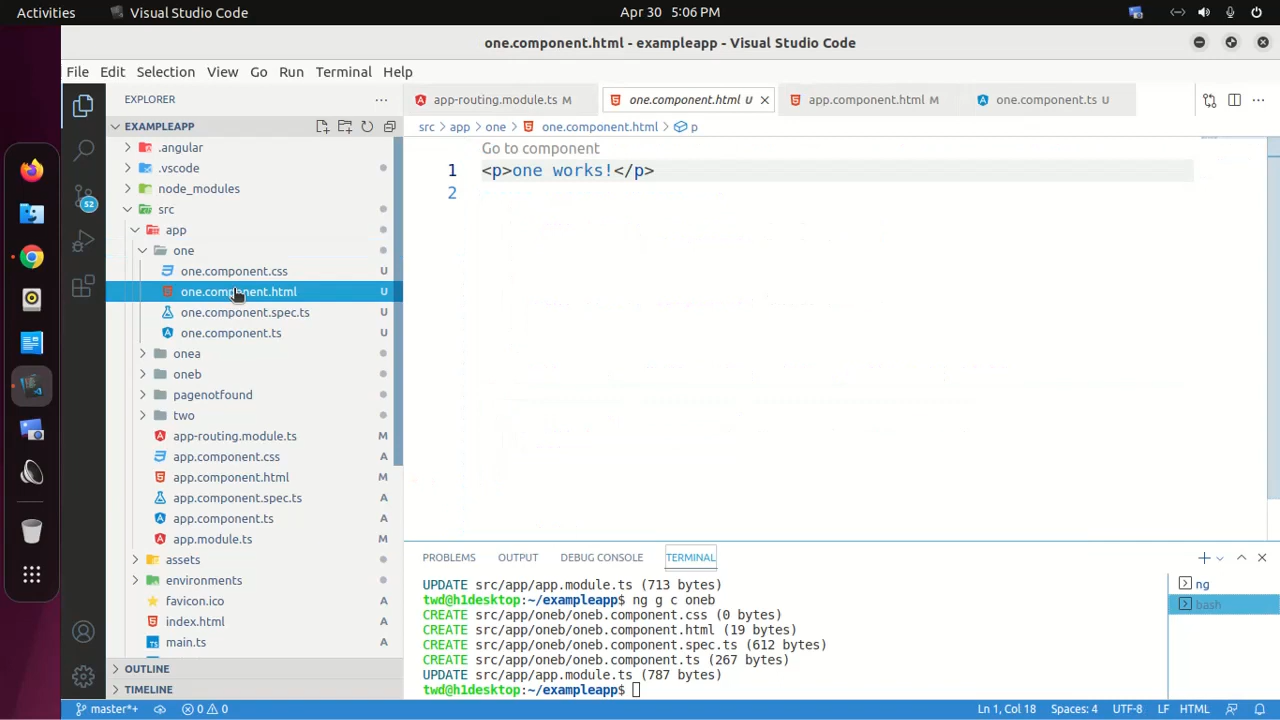 Activities
Visual Studio Code
Apr 30 5:06 PM
one.component.html - exampleapp - Visual Studio Code
File Edit Selection View Go Run Terminal Help
EXPLORER
app-routing.module.ts M
one.component.html U
app.component.html M
one.component.ts U
EXAMPLEAPP
src app one one.component.html p
.angular
.vscode
node_modules
src
app
one
one.component.css U
one.component.html U
one.component.spec.ts U
one.component.ts U
onea
oneb
pagenotfound
two
app-routing.module.ts M
app.component.css A
app.component.html M
app.component.spec.ts A
app.component.ts A
app.module.ts M
assets
environments
favicon.ico A
index.html A
main.ts A
OUTLINE
TIMELINE
52
Go to component
1 <p>one works!</p>
2
PROBLEMS OUTPUT DEBUG CONSOLE TERMINAL
UPDATE src/app/app.module.ts (713 bytes)
twd@h1desktop:~/exampleapp$ ng g c oneb
CREATE src/app/oneb/oneb.component.css (0 bytes)
CREATE src/app/oneb/oneb.component.html (19 bytes)
CREATE src/app/oneb/oneb.component.spec.ts (612 bytes)
CREATE src/app/oneb/oneb.component.ts (267 bytes)
UPDATE src/app/app.module.ts (787 bytes)
twd@h1desktop:~/exampleapp$
ng
bash
master*+ 0 0 Ln 1, Col 18 Spaces: 4 UTF-8 LF HTML